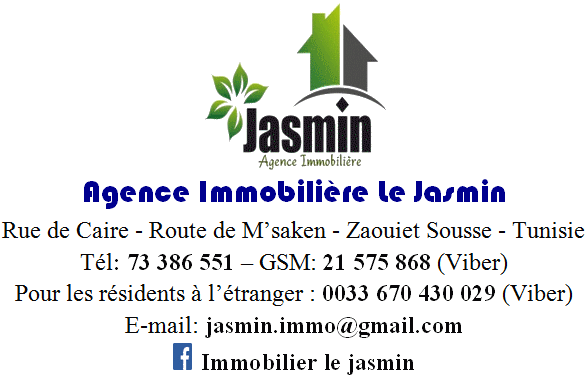 Jasmin
Agence Immobilière
Agence Immobilière Le Jasmin
Rue de Caire - Route de M’saken - Zaouiet Sousse - Tunisie
Tél: 73 386 551 – GSM: 21 575 868 (Viber)
Pour les résidents à l’étranger : 0033 670 430 029 (Viber)
E-mail: jasmin.immo@gmail.com
f Immobilier le jasmin